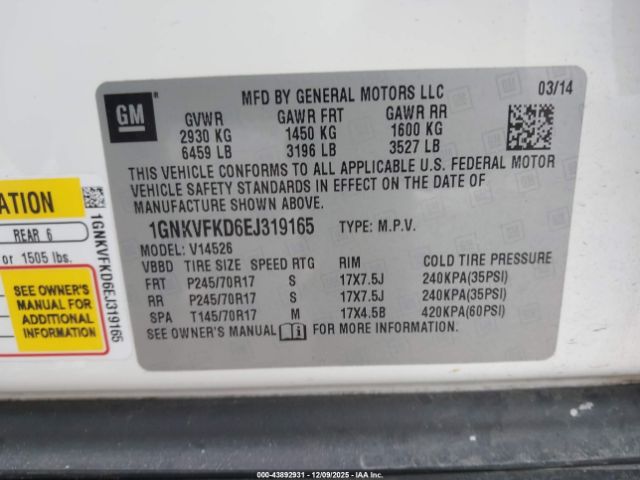 GM
MFD BY GENERAL MOTORS LLC 03/14
GVWR GAWR FRT GAWR RR
2930 KG 1450 KG 1600 KG
6459 LB 3196 LB 3527 LB
THIS VEHICLE CONFORMS TO ALL APPLICABLE U.S. FEDERAL MOTOR
VEHICLE SAFETY STANDARDS IN EFFECT ON THE DATE OF
MANUFACTURE SHOWN ABOVE.
1GNKVFKD6EJ319165 TYPE: M.P.V.
MODEL: V14526
VBBD TIRE SIZE SPEED RTG RIM COLD TIRE PRESSURE
FRT P245/70R17 S 17X7.5J 240KPA(35PSI)
RR P245/70R17 S 17X7.5J 240KPA(35PSI)
SPA T145/70R17 M 17X4.5B 420KPA(60PSI)
SEE OWNER'S MANUAL FOR MORE INFORMATION.
ATION
REAR 6
or 1505 lbs.
SEE OWNER'S
MANUAL FOR
ADDITIONAL
INFORMATION
1GNKVFKD6EJ319165
IAA 43892931 - 12/09/2025 - IAAI.COM